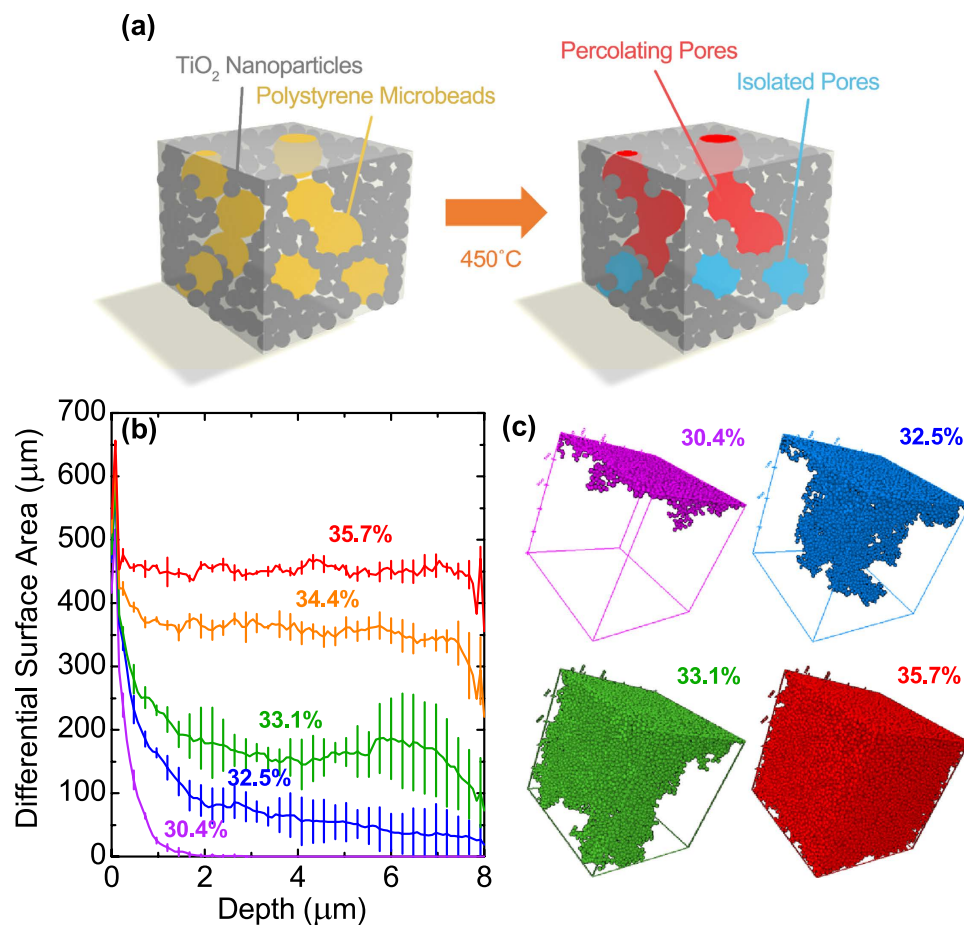 (a)
TiO₂ Nanoparticles
Polystyrene Microbeads
450˚C
Percolating Pores
Isolated Pores
(b)
Differential Surface Area (μm)
700
600
500
400
300
200
100
0
35.7%
34.4%
33.1%
32.5%
30.4%
0
2
4
6
8
Depth (μm)
(c)
30.4%
32.5%
33.1%
35.7%